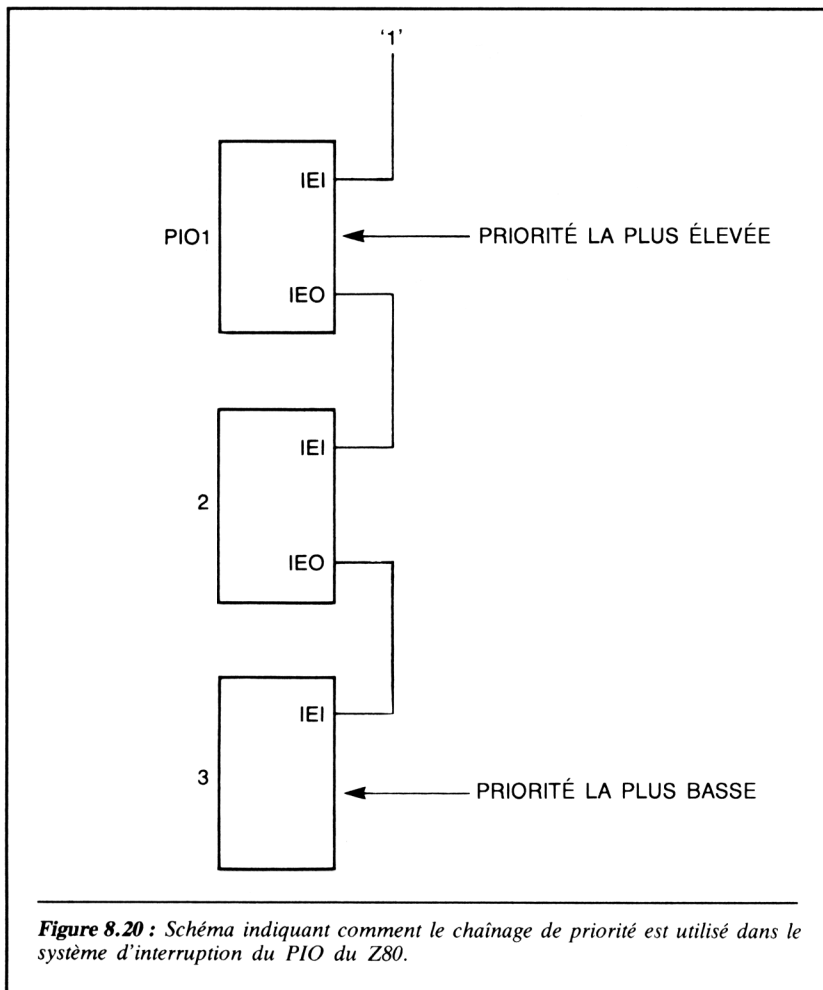 '1'
IEI
PIO1
PRIORITÉ LA PLUS ÉLEVÉE
IEO
IEI
2
IEO
IEI
3
PRIORITÉ LA PLUS BASSE
Figure 8.20 : Schéma indiquant comment le chaînage de priorité est utilisé dans le
système d'interruption du PIO du Z80.